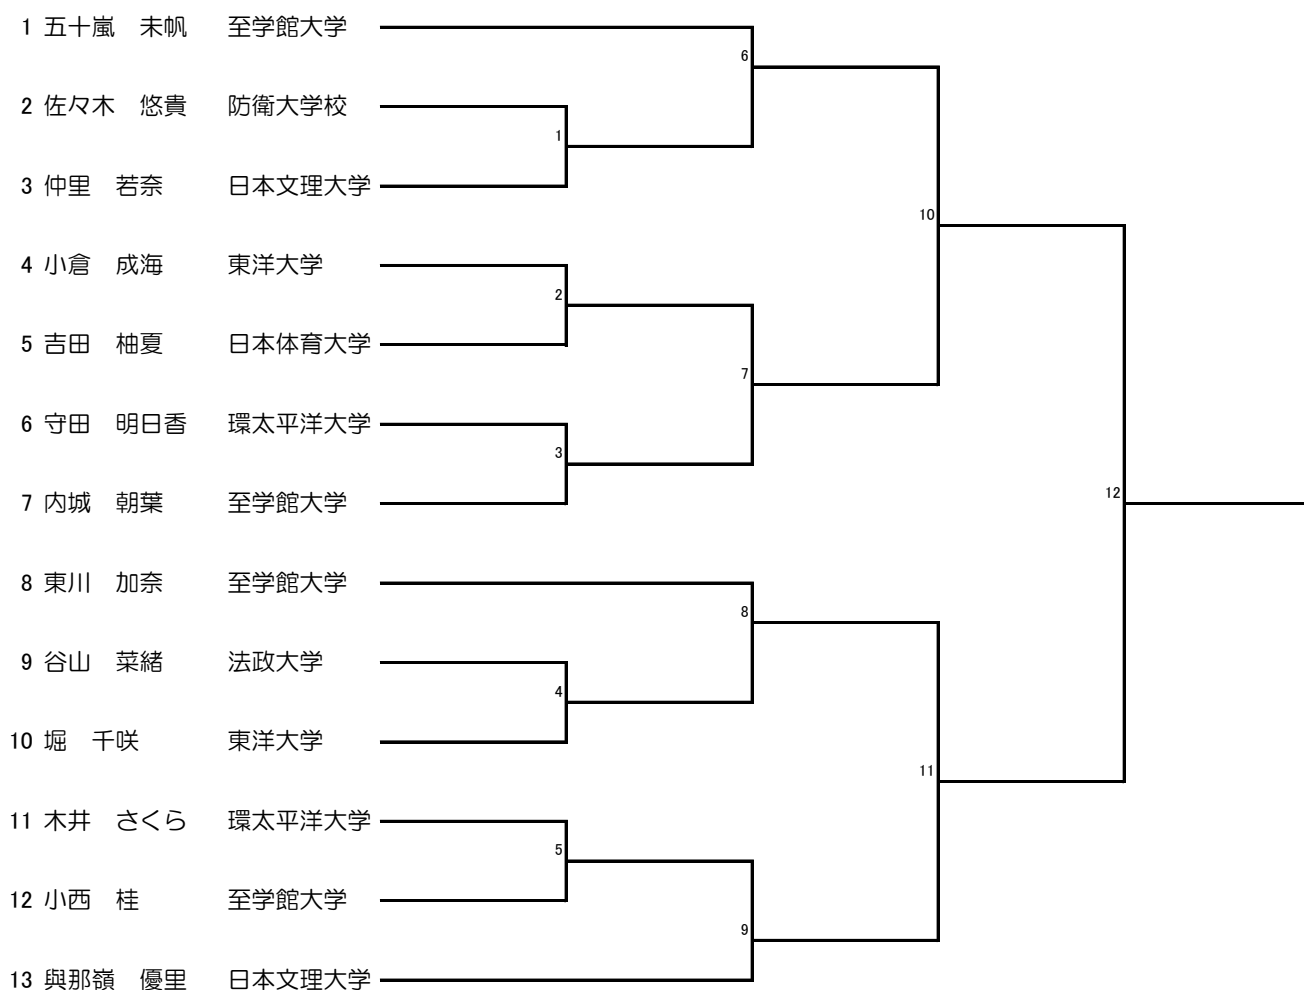 1 五十嵐　未帆　至学館大学
6
2 佐々木　悠貴　防衛大学校
1
3 仲里　若奈　日本文理大学
10
4 小倉　成海　東洋大学
2
5 吉田　柚夏　日本体育大学
7
6 守田　明日香　環太平洋大学
3
7 内城　朝葉　至学館大学
12
8 東川　加奈　至学館大学
8
9 谷山　菜緒　法政大学
4
10 堀　千咲　東洋大学
11
11 木井　さくら　環太平洋大学
5
12 小西　桂　至学館大学
9
13 與那嶺　優里　日本文理大学